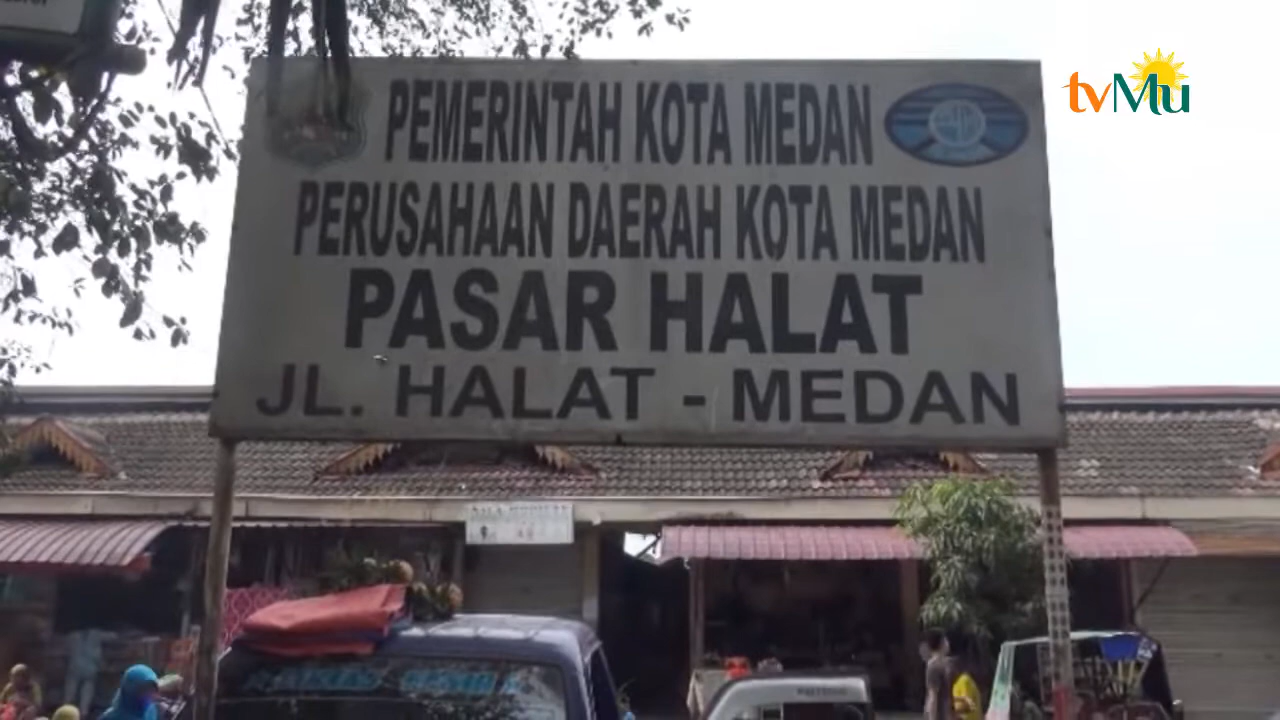 tvMu
PEMERINTAH KOTA MEDAN
PERUSAHAAN DAERAH KOTA MEDAN
PASAR HALAT
JL. HALAT - MEDAN